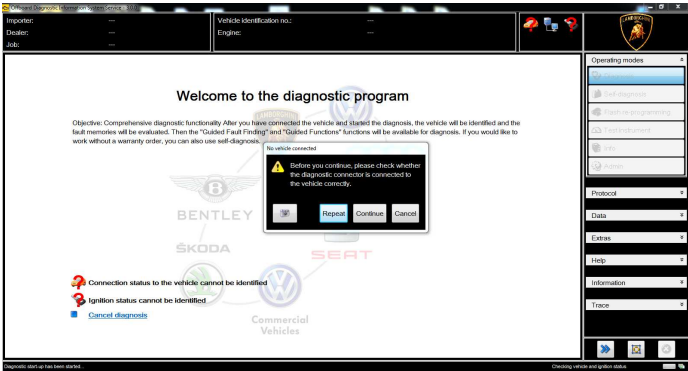 Offboard Diagnostic Information System Service - 3.0.0
Importer: ---
Dealer: ---
Job: ---
Vehicle identification no.: ---
Engine: ---
LAMBORGHINI
Welcome to the diagnostic program
Objective: Comprehensive diagnostic functionality After you have connected the vehicle and started the diagnosis, the vehicle will be identified and the
fault memories will be evaluated. Then the "Guided Fault Finding" and "Guided Functions" functions will be available for diagnosis. If you would like to
work without a warranty order, you can also use self-diagnosis.
No vehicle connected
Before you continue, please check whether
the diagnostic connector is connected to
the vehicle correctly.
Repeat
Continue
Cancel
BENTLEY
ŠKODA
SEAT
Commercial
Vehicles
Connection status to the vehicle cannot be identified
Ignition status cannot be identified
Cancel diagnosis
Operating modes
Diagnosis
Self-diagnosis
Flash re-programming
Test instrument
Info
Admin
Protocol
Data
Extras
Help
Information
Trace
Diagnostic start-up has been started...
Checking vehicle and ignition status